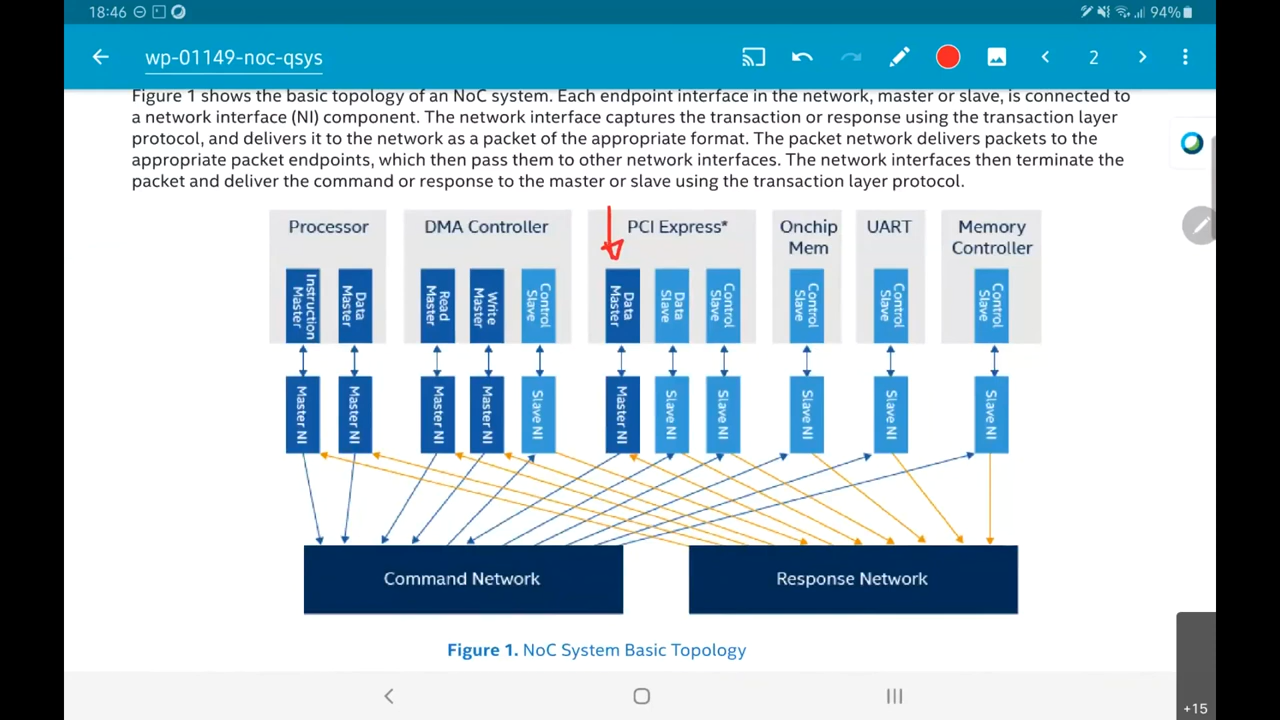 18:46
94%
wp-01149-noc-qsys
2
Figure 1 shows the basic topology of an NoC system. Each endpoint interface in the network, master or slave, is connected to
a network interface (NI) component. The network interface captures the transaction or response using the transaction layer
protocol, and delivers it to the network as a packet of the appropriate format. The packet network delivers packets to the
appropriate packet endpoints, which then pass them to other network interfaces. The network interfaces then terminate the
packet and deliver the command or response to the master or slave using the transaction layer protocol.
Processor
DMA Controller
PCI Express*
Onchip
Mem
UART
Memory
Controller
Instruction
Master
Data
Master
Read
Master
Write
Master
Control
Slave
Data
Master
Data
Slave
Control
Slave
Control
Slave
Control
Slave
Control
Slave
Master NI
Master NI
Master NI
Master NI
Slave NI
Master NI
Slave NI
Slave NI
Slave NI
Slave NI
Slave NI
Command Network
Response Network
Figure 1. NoC System Basic Topology
+15